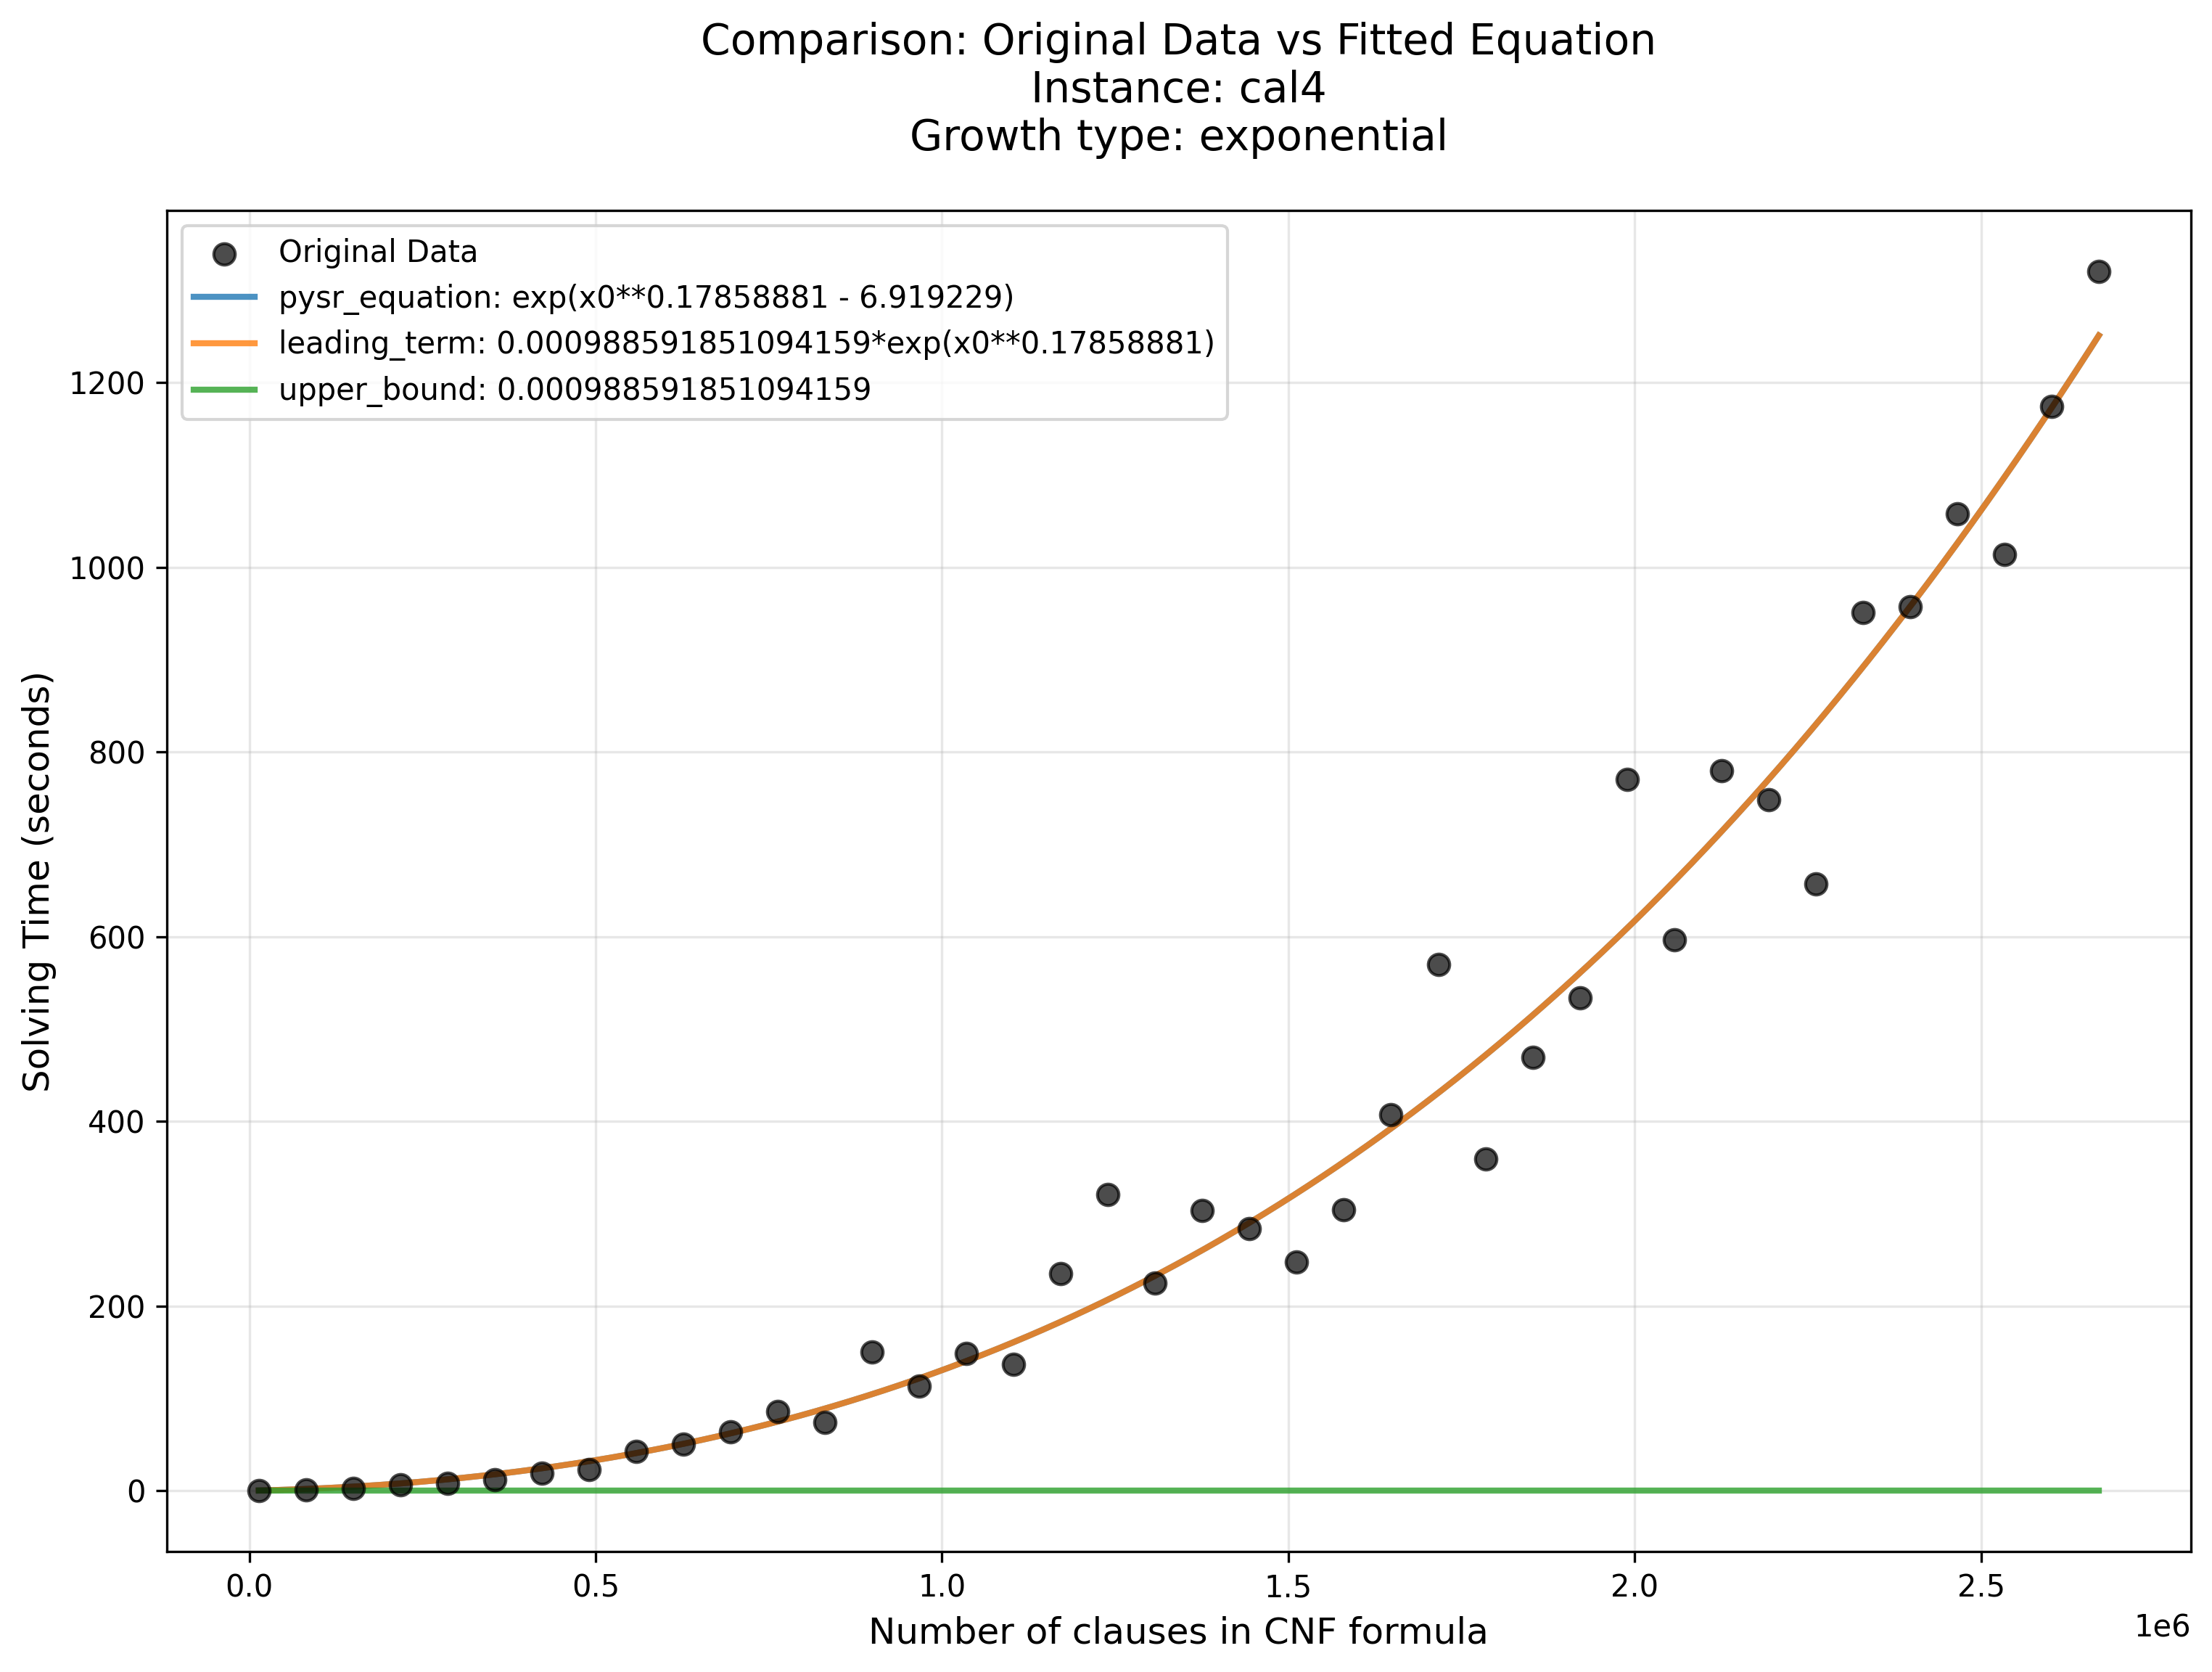 Comparison: Original Data vs Fitted Equation
Instance: cal4
Growth type: exponential
Original Data
pysr_equation: exp(x0**0.17858881 - 6.919229)
leading_term: 0.000988591851094159*exp(x0**0.17858881)
upper_bound: 0.000988591851094159
Solving Time (seconds)
1200
1000
800
600
400
200
0
0.0 0.5 1.0 1.5 2.0 2.5
1e6
Number of clauses in CNF formula